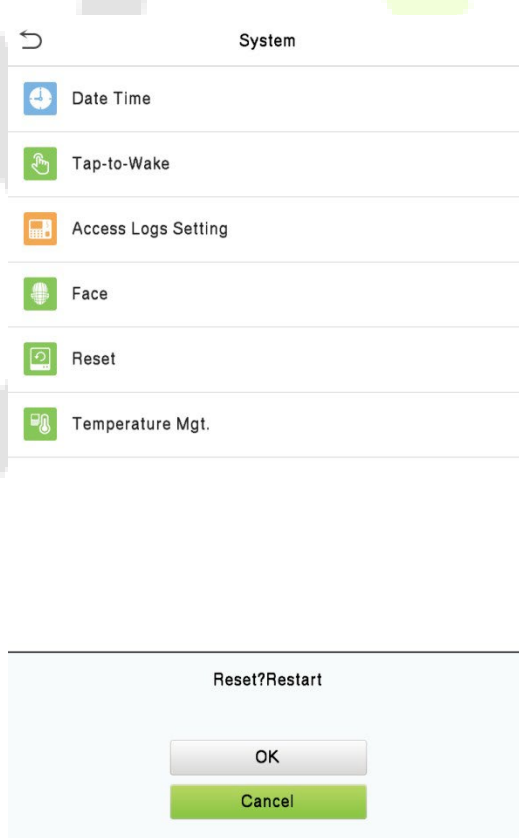 System
Date Time
Tap-to-Wake
Access Logs Setting
Face
Reset
Temperature Mgt.
Reset?Restart
OK
Cancel